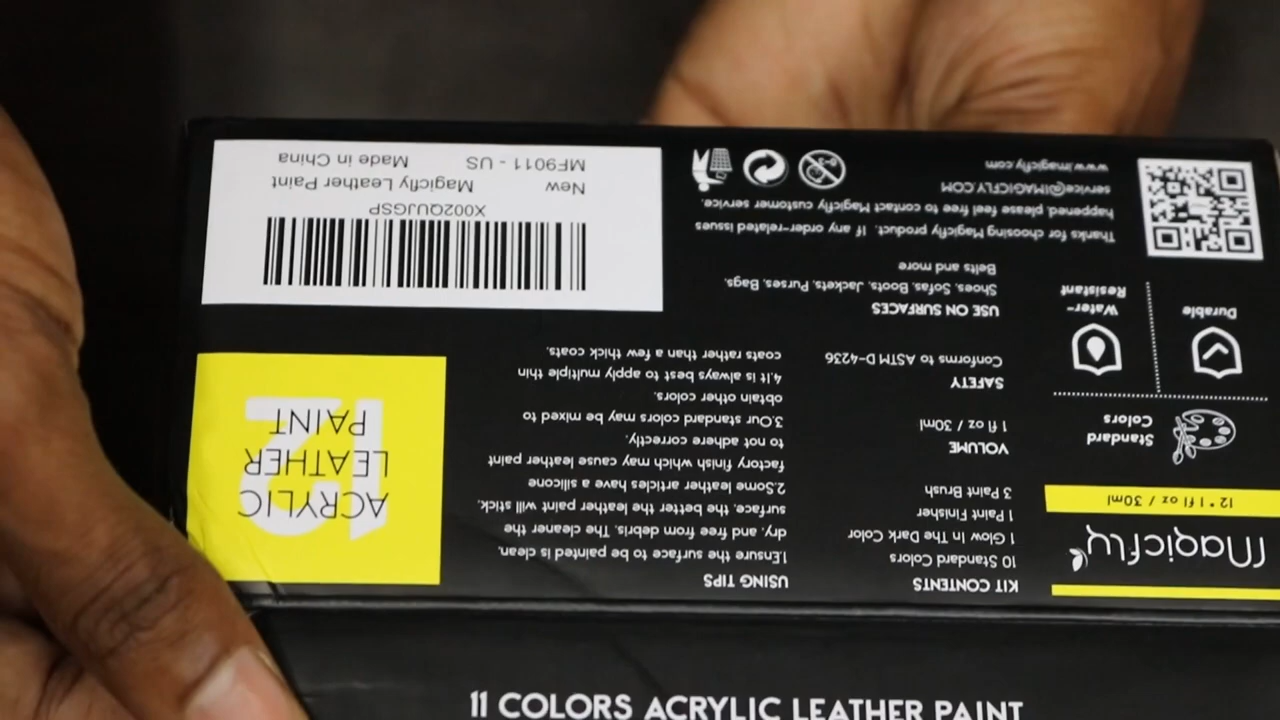 magicfly
12 * 1 fl oz / 30ml
Standard
Colors
Durable
Water-
Resistant
KIT CONTENTS
10 Standard Colors
1 Glow In The Dark Color
1 Paint Finisher
3 Paint Brush
VOLUME
1 fl oz / 30ml
SAFETY
Conforms to ASTM D-4236
USE ON SURFACES
Shoes, Sofas, Boots, Jackets, Purses, Bags,
Belts and more
Thanks for choosing Magicfly product. If any order-related issues
happened, please feel free to contact Magicfly customer service.
service@IMAGICFLY.COM
www.imagicfly.com
USING TIPS
1.Ensure the surface to be painted is clean,
dry, and free from debris. The cleaner the
surface, the better the leather paint will stick.
2.Some leather articles have a silicone
factory finish which may cause leather paint
to not adhere correctly.
3.Our standard colors may be mixed to
obtain other colors.
4.It is always best to apply multiple thin
coats rather than a few thick coats.
12
ACRYLIC
LEATHER
PAINT
X002QUJGSP
New Magicfly Leather Paint
MF9011 - US Made in China
11 COLORS ACRYLIC LEATHER PAINT